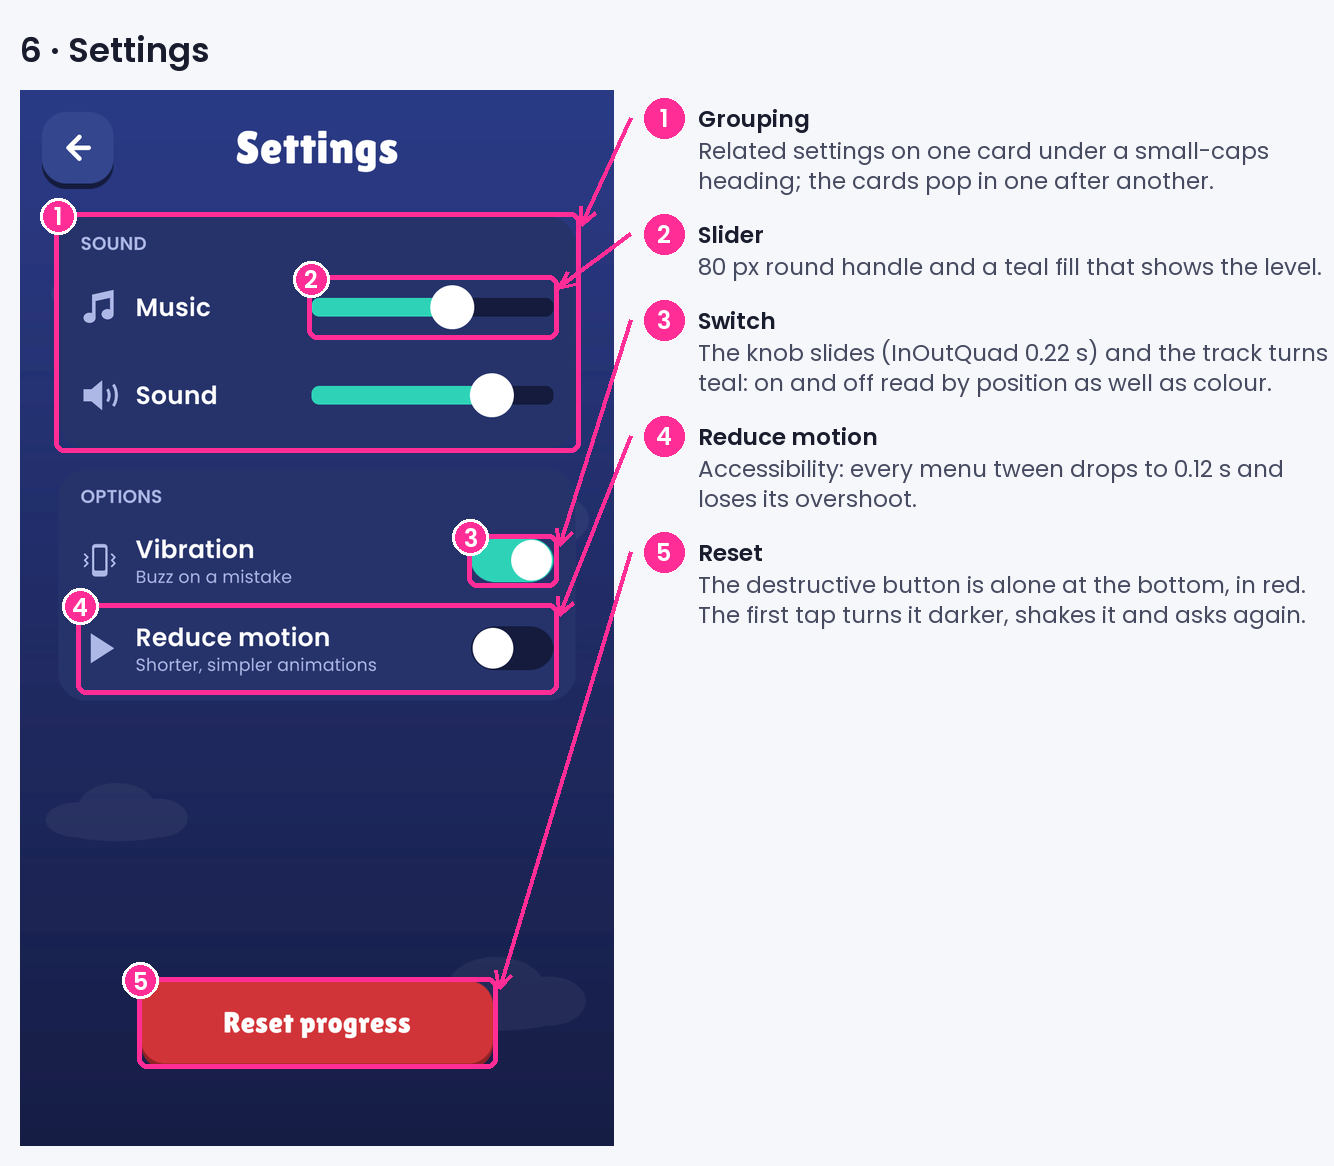 6 · Settings
Settings
1
SOUND
2
Music
Sound
OPTIONS
3
Vibration
Buzz on a mistake
4
Reduce motion
Shorter, simpler animations
5
Reset progress
1 Grouping
Related settings on one card under a small-caps
heading; the cards pop in one after another.
2 Slider
80 px round handle and a teal fill that shows the level.
3 Switch
The knob slides (InOutQuad 0.22 s) and the track turns
teal: on and off read by position as well as colour.
4 Reduce motion
Accessibility: every menu tween drops to 0.12 s and
loses its overshoot.
5 Reset
The destructive button is alone at the bottom, in red.
The first tap turns it darker, shakes it and asks again.